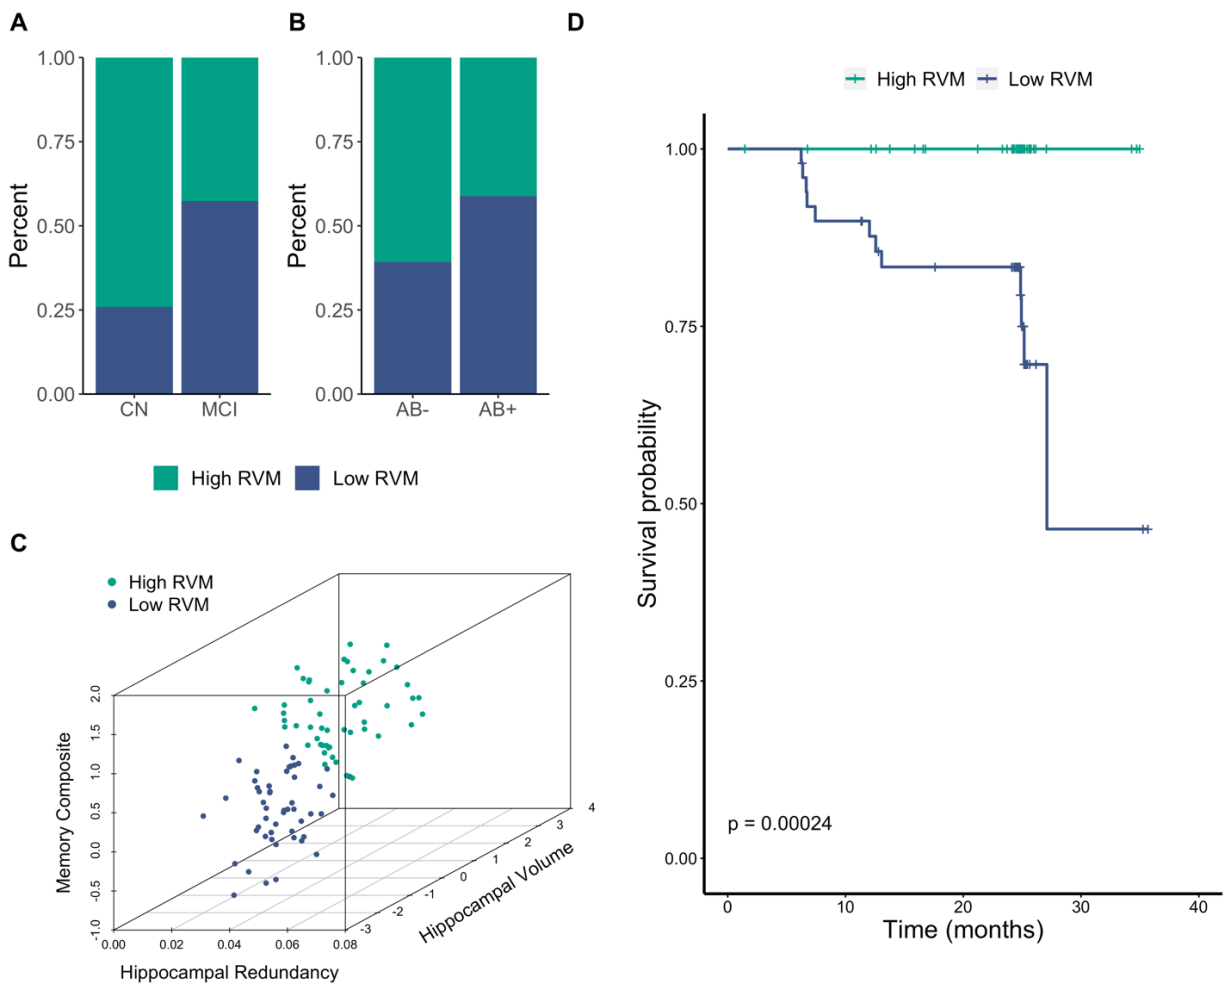 A
1.00
0.75
0.50
0.25
0.00
Percent
CN
MCI
B
1.00
0.75
0.50
0.25
0.00
Percent
AB-
AB+
High RVM
Low RVM
C
High RVM
Low RVM
2.0
1.5
1.0
0.5
0.0
-0.5
-1.0
Memory Composite
0.00
0.02
0.04
0.06
0.08
Hippocampal Redundancy
-3
-2
-1
0
1
2
3
4
Hippocampal Volume
D
High RVM
Low RVM
1.00
0.75
0.50
0.25
0.00
Survival probability
p = 0.00024
0
10
20
30
40
Time (months)